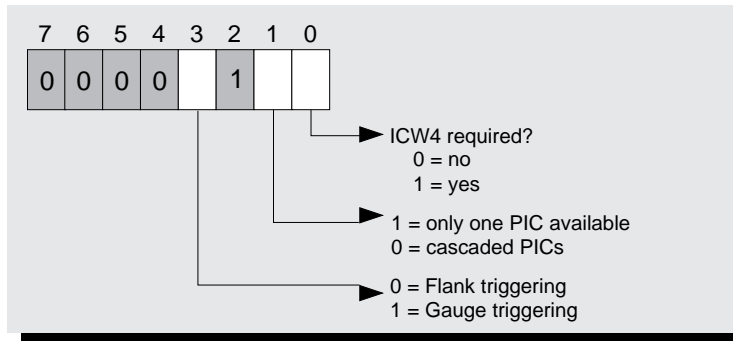 7 6 5 4 3 2 1 0
0 0 0 0 1
ICW4 required?
0 = no
1 = yes
1 = only one PIC available
0 = cascaded PICs
0 = Flank triggering
1 = Gauge triggering